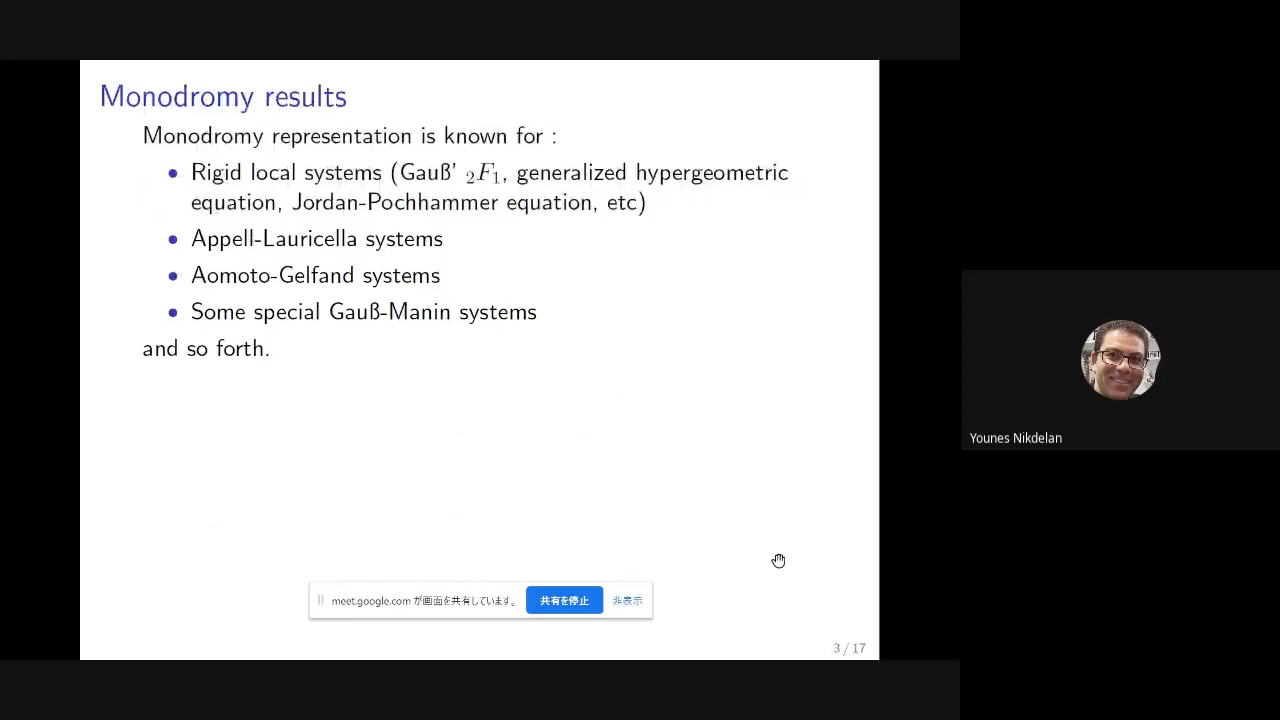 Monodromy results
Monodromy representation is known for :
• Rigid local systems (Gauß' ₂F₁, generalized hypergeometric
equation, Jordan-Pochhammer equation, etc)
• Appell-Lauricella systems
• Aomoto-Gelfand systems
• Some special Gauß-Manin systems
and so forth.
meet.google.com が画面を共有しています。 共有を停止 非表示
3 / 17
Younes Nikdelan